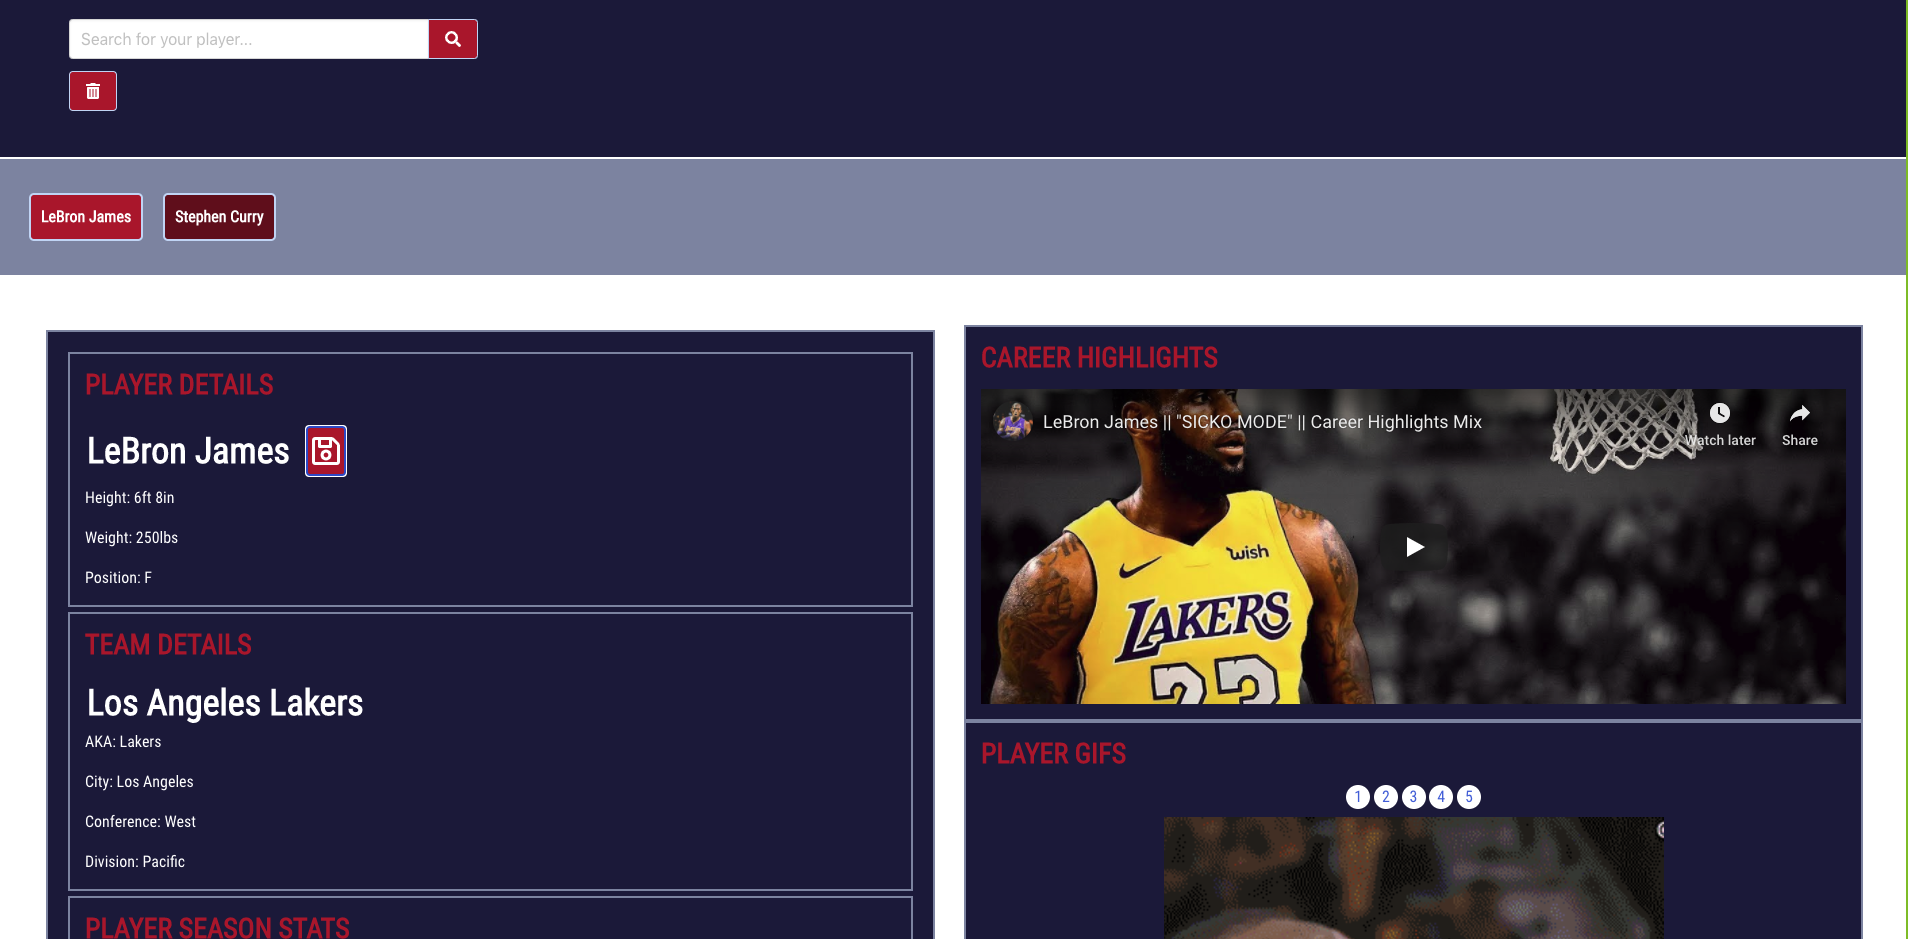 Search for your player...
LeBron James
Stephen Curry
PLAYER DETAILS
LeBron James
Height: 6ft 8in
Weight: 250lbs
Position: F
TEAM DETAILS
Los Angeles Lakers
AKA: Lakers
City: Los Angeles
Conference: West
Division: Pacific
PLAYER SEASON STATS
CAREER HIGHLIGHTS
LeBron James || "SICKO MODE" || Career Highlights Mix
Watch later
Share
wish
LAKERS
23
PLAYER GIFS
1 2 3 4 5